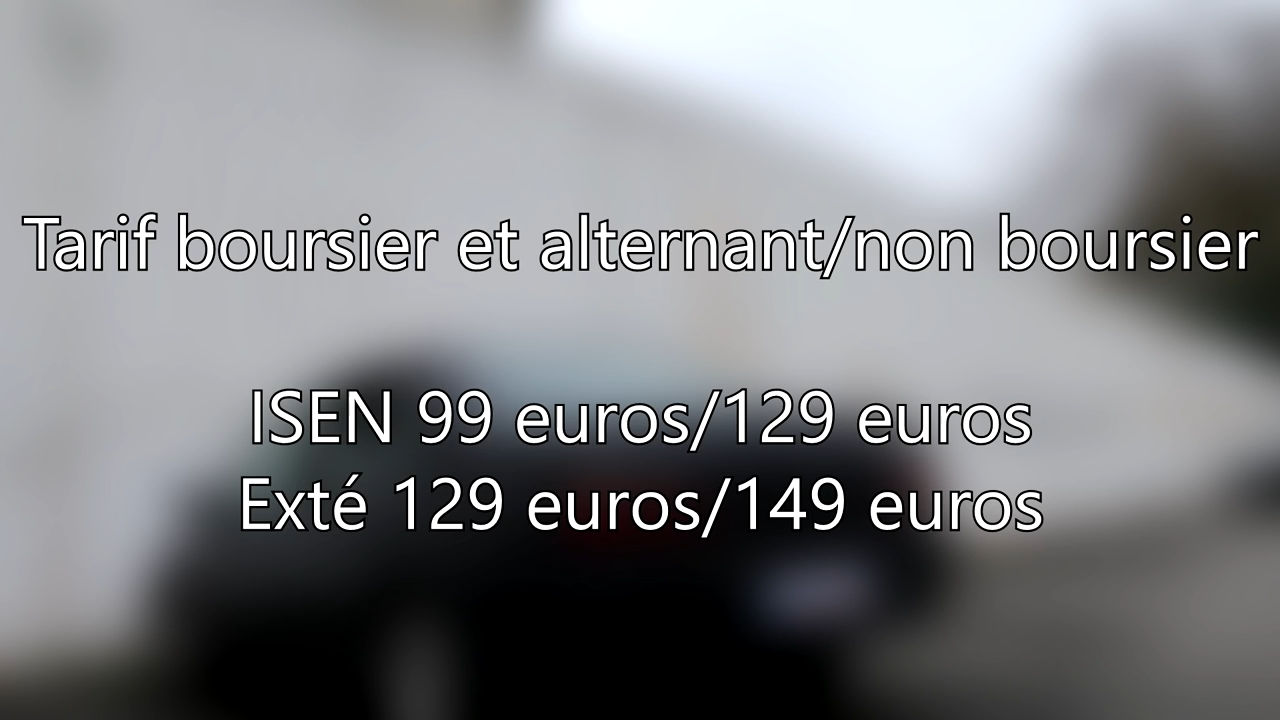 Tarif boursier et alternant/non boursier
ISEN 99 euros/129 euros
Exté 129 euros/149 euros